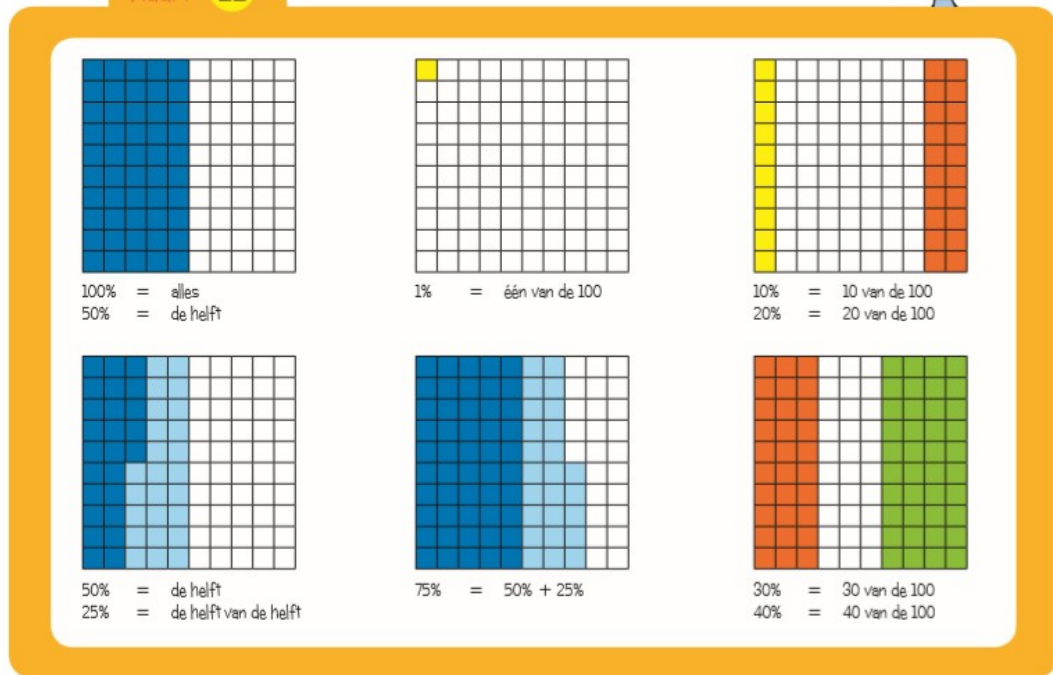 100% = alles
50% = de helft
1% = één van de 100
10% = 10 van de 100
20% = 20 van de 100
50% = de helft
25% = de helft van de helft
75% = 50% + 25%
30% = 30 van de 100
40% = 40 van de 100